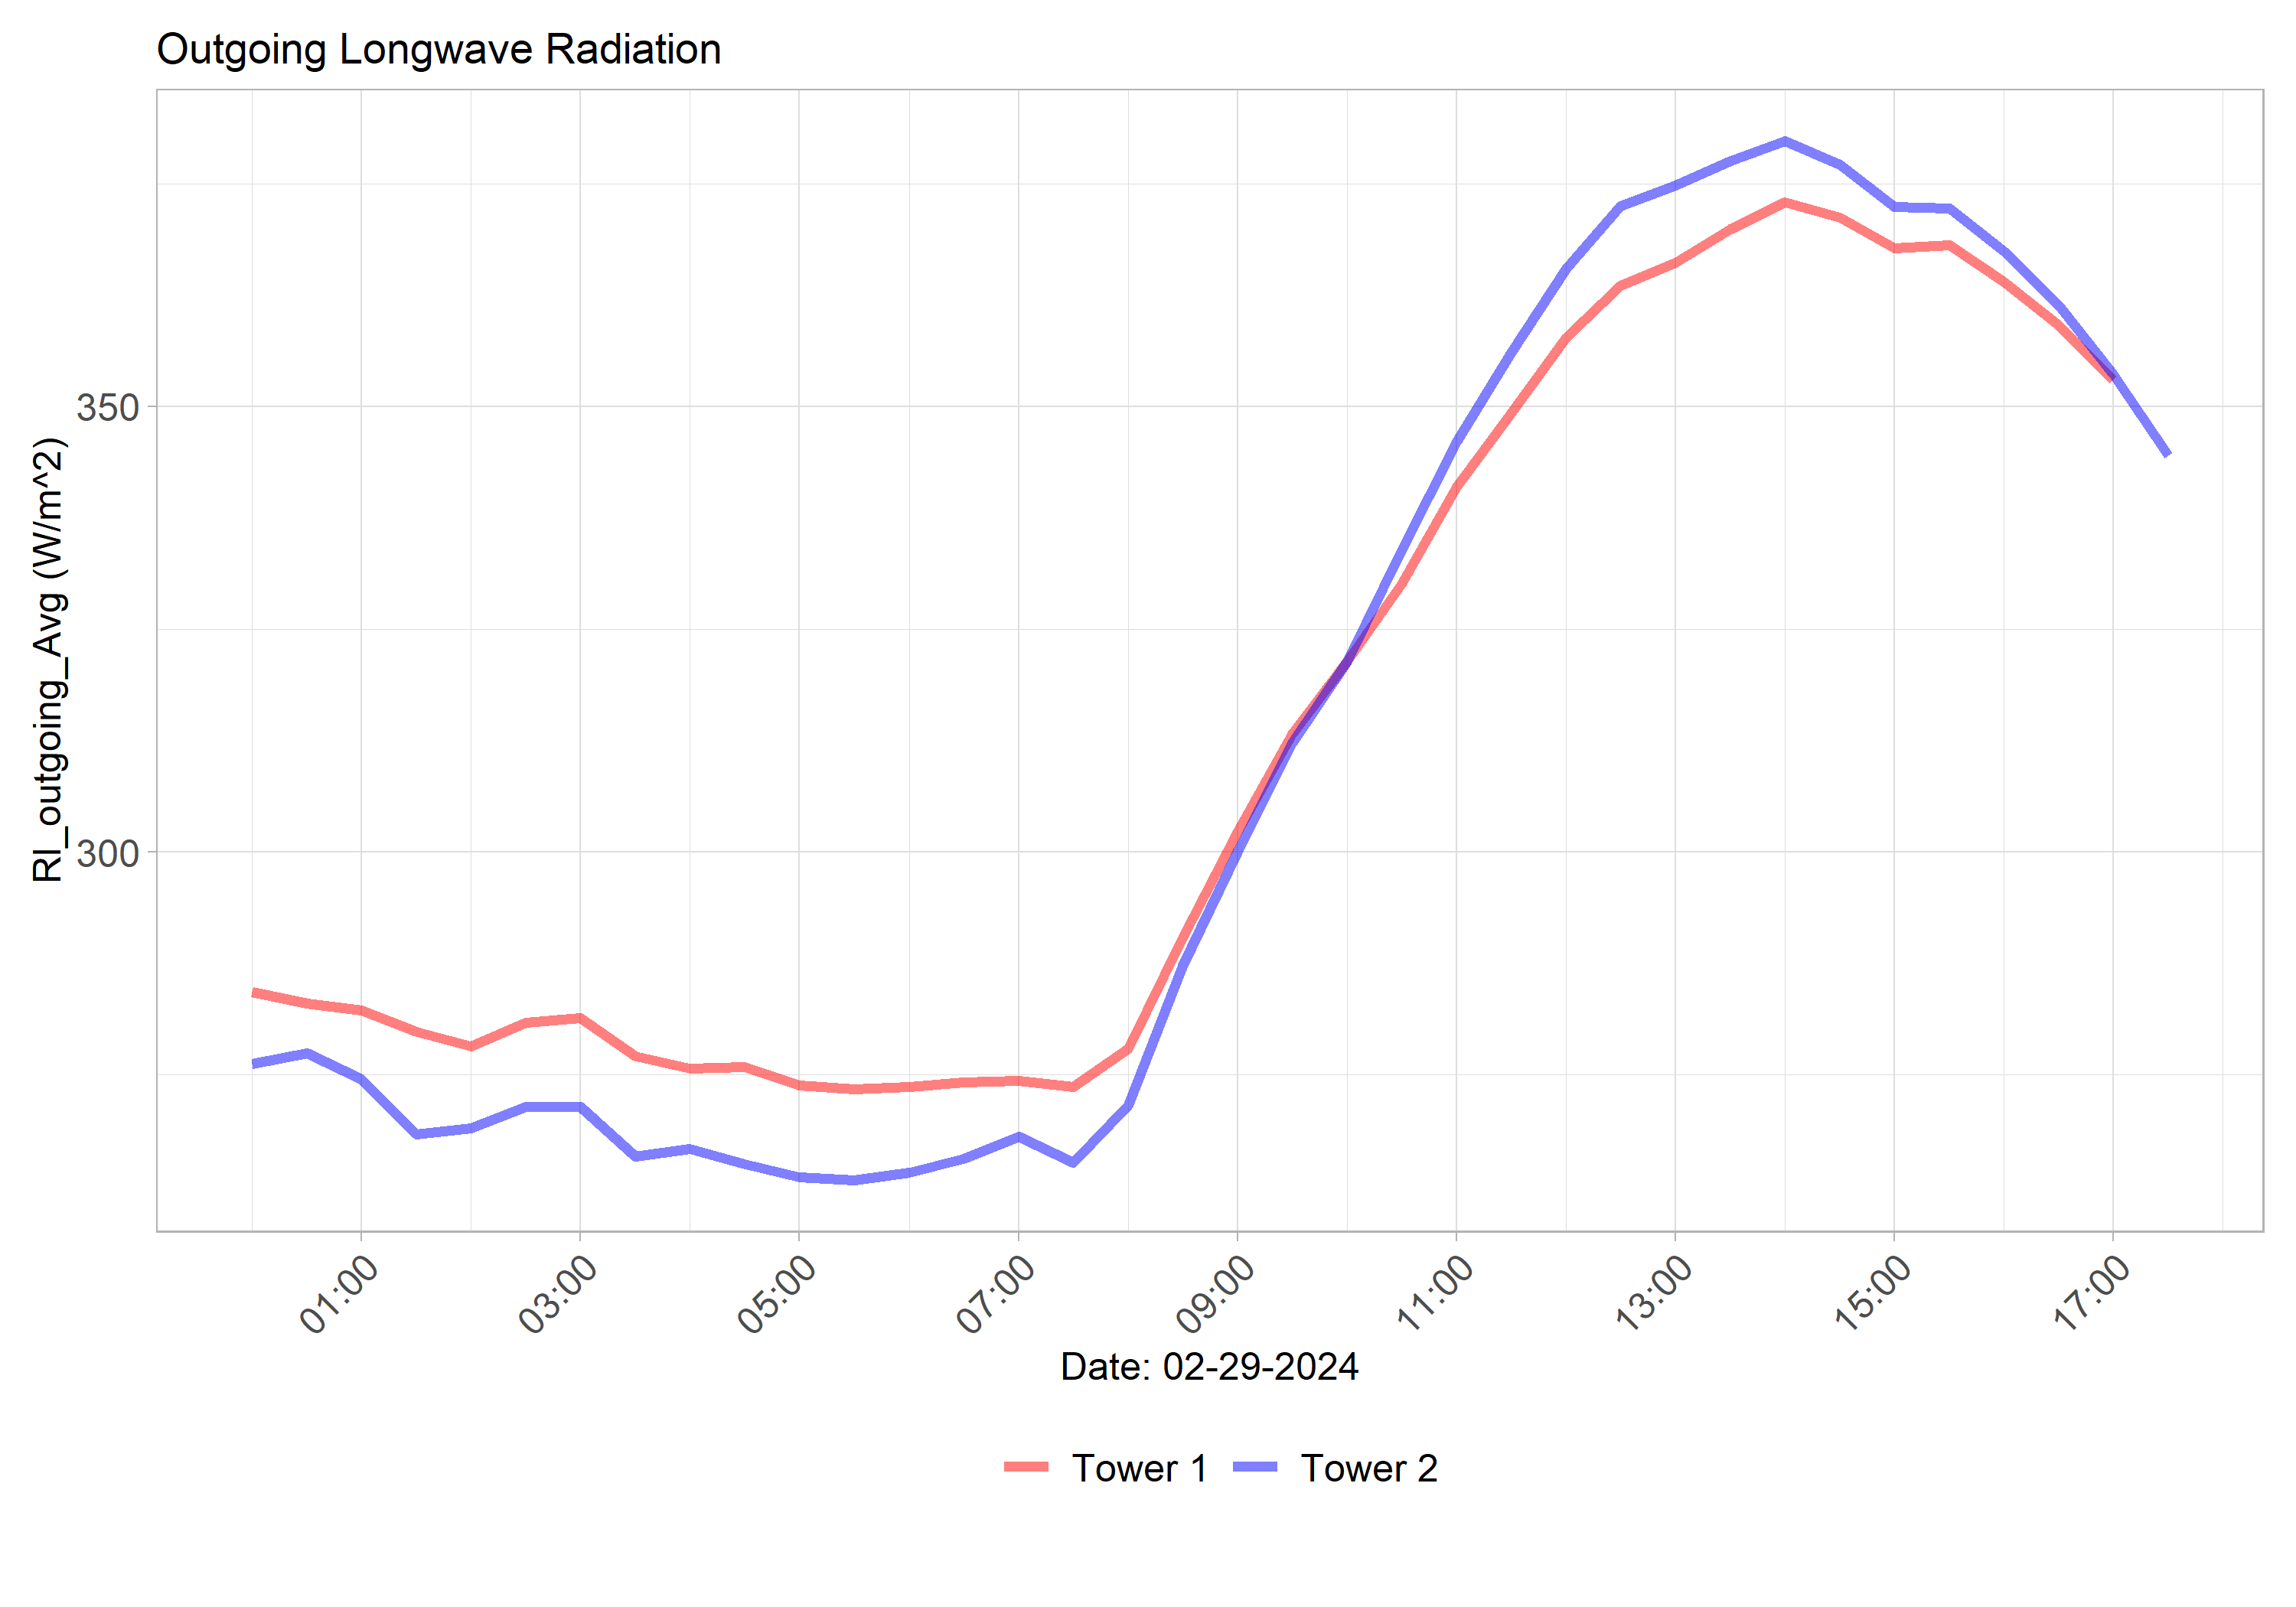 Outgoing Longwave Radiation
Rl_outgoing_Avg (W/m^2)
350
300
01:00 03:00 05:00 07:00 09:00 11:00 13:00 15:00 17:00
Date: 02-29-2024
Tower 1 Tower 2